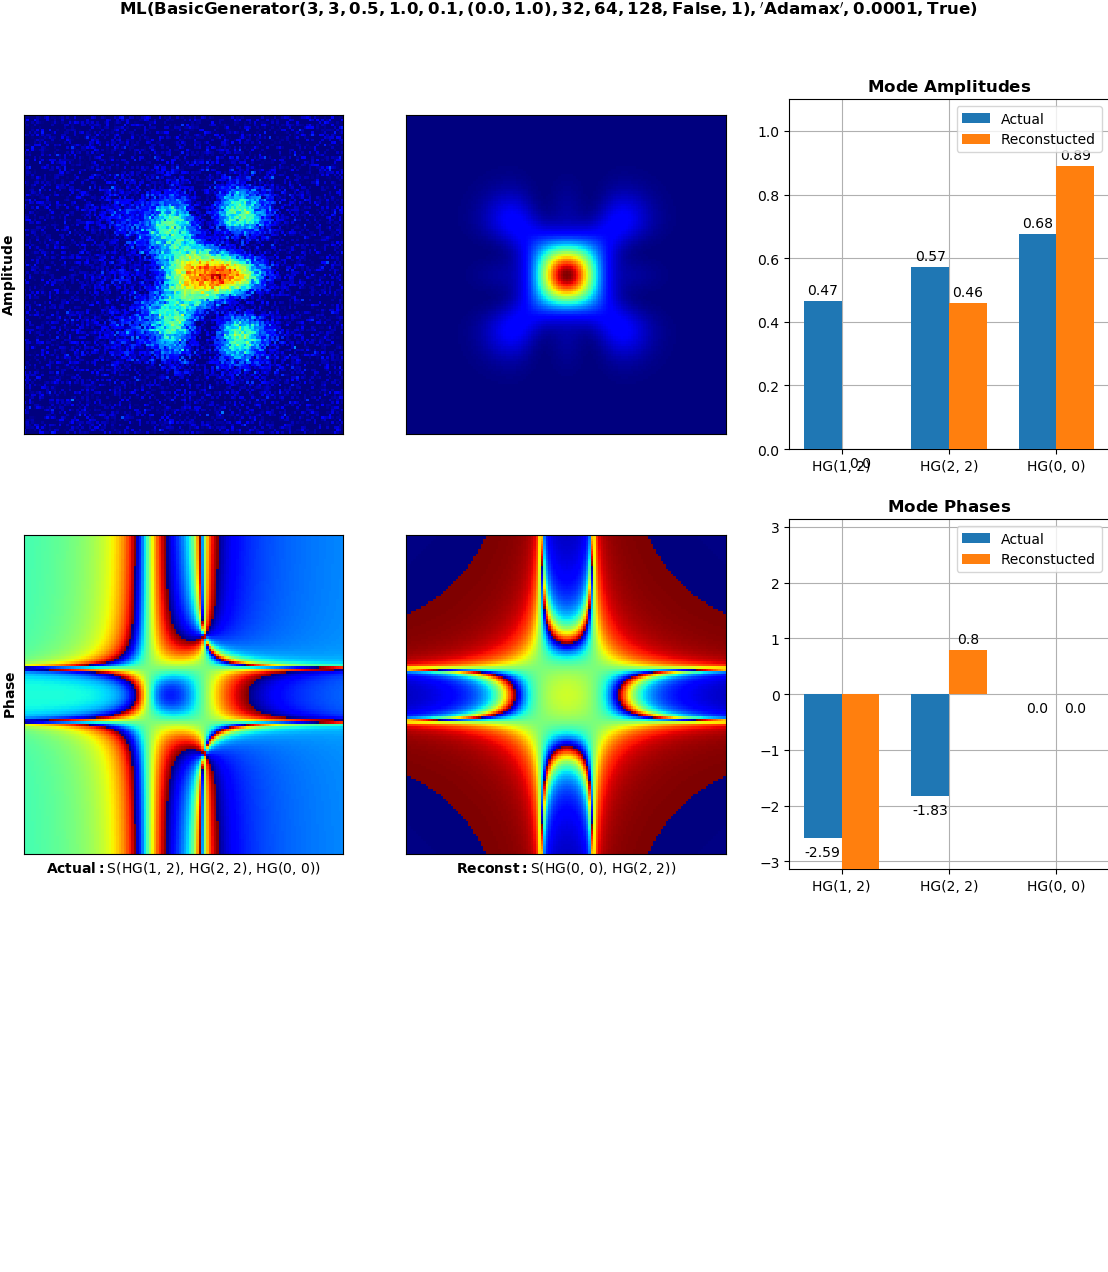 ML(BasicGenerator(3, 3, 0.5, 1.0, 0.1, (0.0, 1.0), 32, 64, 128, False, 1), ′Adamax′, 0.0001, True)
Amplitude
Mode Amplitudes
Actual
Reconstucted
1.0
0.8
0.6
0.4
0.2
0.0
0.47
0.0
0.57
0.46
0.68
0.89
HG(1, 2)
HG(2, 2)
HG(0, 0)
Phase
Actual: S(HG(1, 2), HG(2, 2), HG(0, 0))
Reconst: S(HG(0, 0), HG(2, 2))
Mode Phases
Actual
Reconstucted
3
2
1
0
−1
−2
−3
-2.59
-1.83
0.8
0.0
0.0
HG(1, 2)
HG(2, 2)
HG(0, 0)